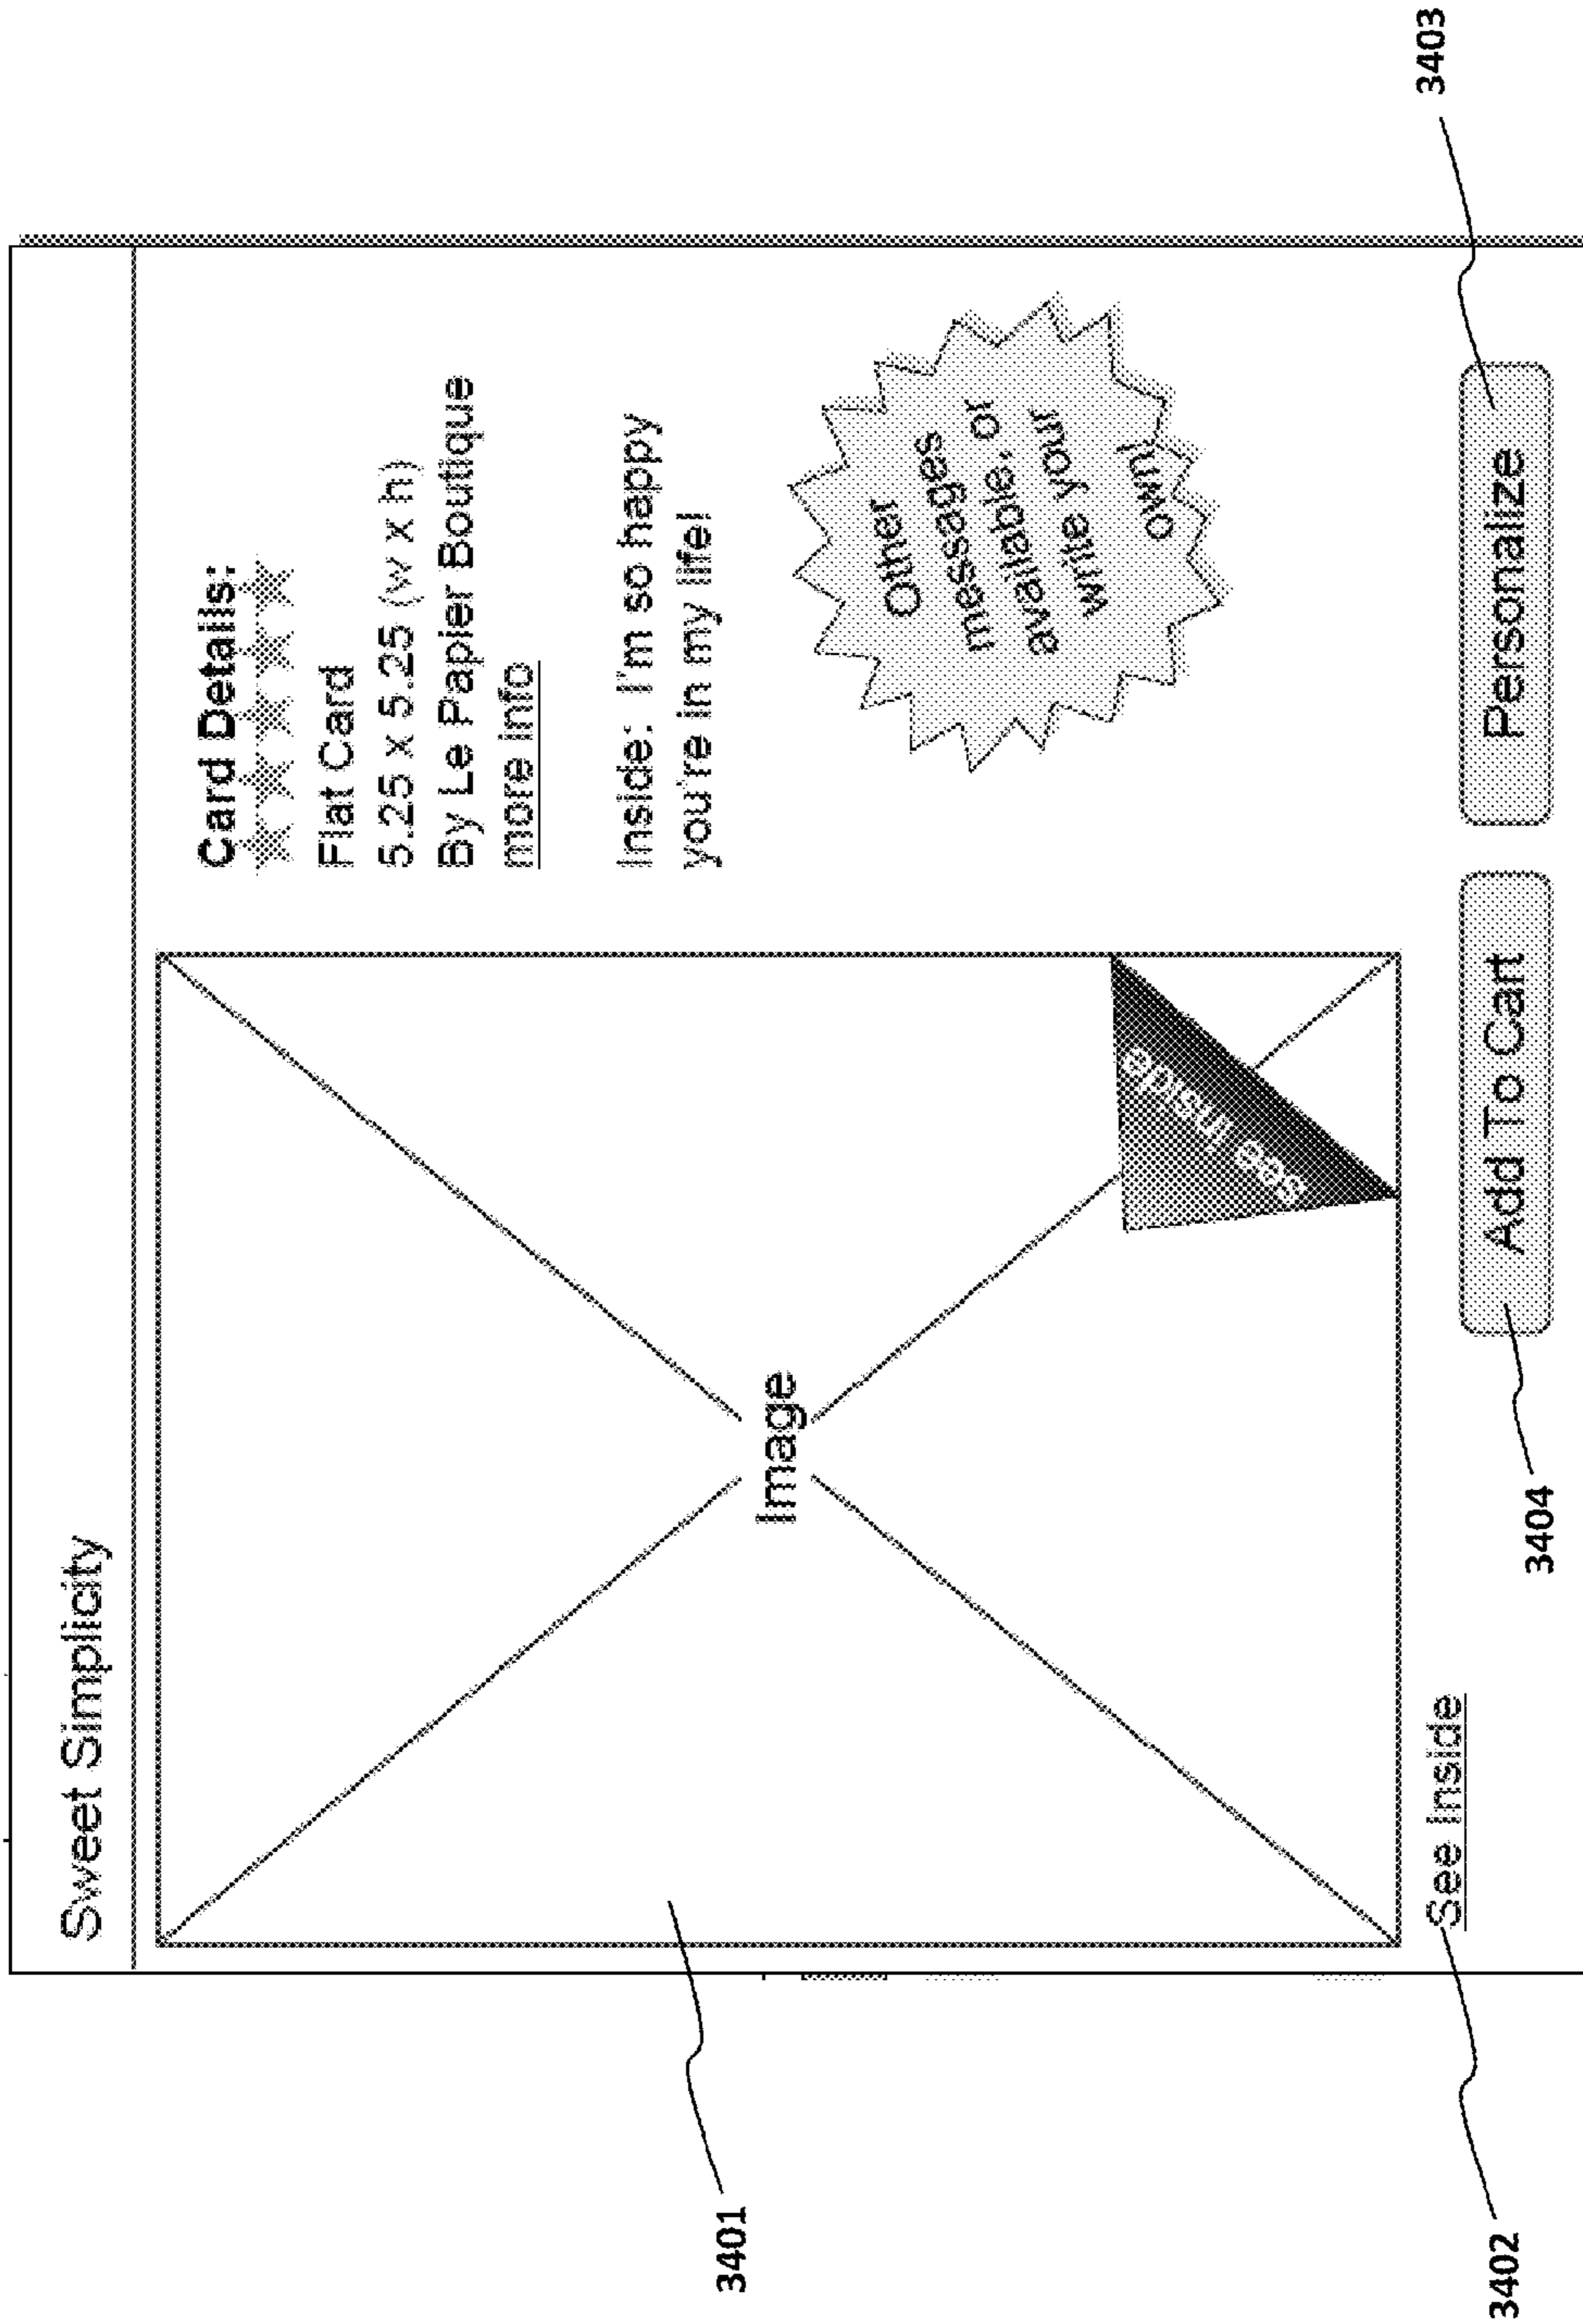 Sweet Simplicity
Image
see inside
See Inside
Card Details:
Flat Card
5.25 x 5.25 (w x h)
By Le Papier Boutique
more info
Inside: I'm so happy
you're in my life!
Other
messages
available, or
write your
own!
Add To Cart
Personalize
3401
3402
3404
3403